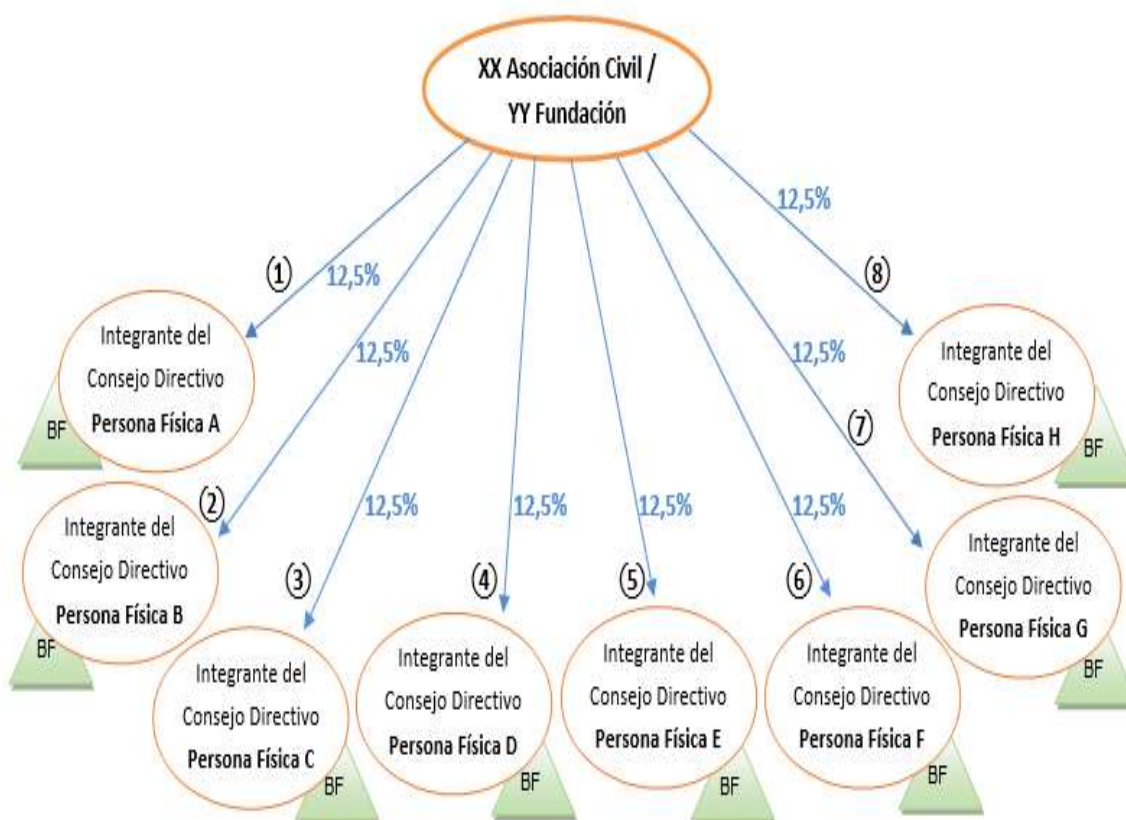 XX Asociación Civil /
YY Fundación
①
12,5%
Integrante del
Consejo Directivo
Persona Física A
BF
②
12,5%
Integrante del
Consejo Directivo
Persona Física B
BF
③
12,5%
Integrante del
Consejo Directivo
Persona Física C
BF
④
12,5%
Integrante del
Consejo Directivo
Persona Física D
BF
⑤
12,5%
Integrante del
Consejo Directivo
Persona Física E
BF
⑥
12,5%
Integrante del
Consejo Directivo
Persona Física F
BF
⑦
12,5%
Integrante del
Consejo Directivo
Persona Física G
BF
⑧
12,5%
Integrante del
Consejo Directivo
Persona Física H
BF